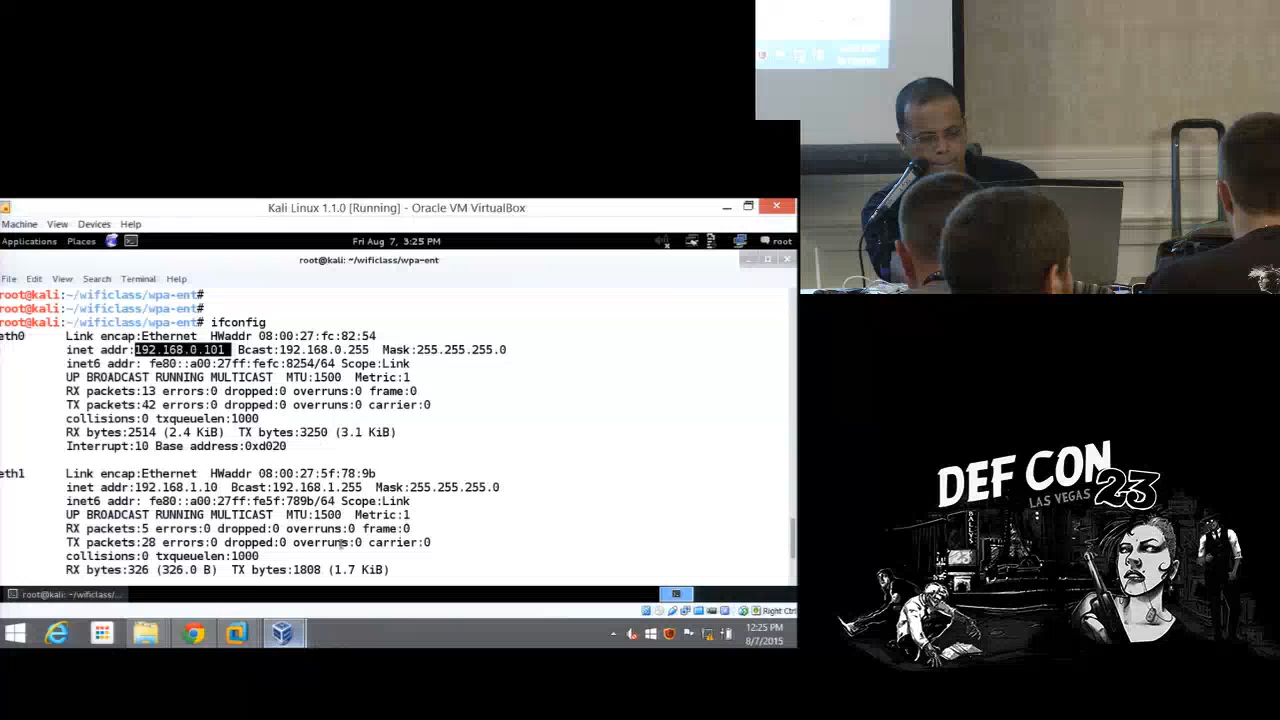 Kali Linux 1.1.0 [Running] - Oracle VM VirtualBox
Machine View Devices Help
Applications Places Fri Aug 7, 3:25 PM root
root@kali: ~/wificlass/wpa-ent
File Edit View Search Terminal Help
root@kali:~/wificlass/wpa-ent#
root@kali:~/wificlass/wpa-ent#
root@kali:~/wificlass/wpa-ent# ifconfig
eth0 Link encap:Ethernet HWaddr 08:00:27:fc:82:54
inet addr:192.168.0.101 Bcast:192.168.0.255 Mask:255.255.255.0
inet6 addr: fe80::a00:27ff:fefc:8254/64 Scope:Link
UP BROADCAST RUNNING MULTICAST MTU:1500 Metric:1
RX packets:13 errors:0 dropped:0 overruns:0 frame:0
TX packets:42 errors:0 dropped:0 overruns:0 carrier:0
collisions:0 txqueuelen:1000
RX bytes:2514 (2.4 KiB) TX bytes:3250 (3.1 KiB)
Interrupt:10 Base address:0xd020
eth1 Link encap:Ethernet HWaddr 08:00:27:5f:78:9b
inet addr:192.168.1.10 Bcast:192.168.1.255 Mask:255.255.255.0
inet6 addr: fe80::a00:27ff:fe5f:789b/64 Scope:Link
UP BROADCAST RUNNING MULTICAST MTU:1500 Metric:1
RX packets:5 errors:0 dropped:0 overruns:0 frame:0
TX packets:28 errors:0 dropped:0 overruns:0 carrier:0
collisions:0 txqueuelen:1000
RX bytes:326 (326.0 B) TX bytes:1808 (1.7 KiB)
root@kali: ~/wificlass/...
Right Ctrl
12:25 PM
8/7/2015
DEF CON
LAS VEGAS 23
BALLYS
23